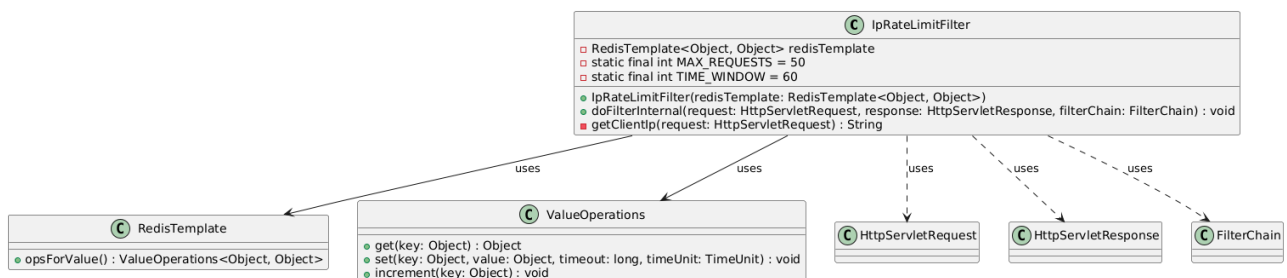 C IpRateLimitFilter
RedisTemplate<Object, Object> redisTemplate
static final int MAX_REQUESTS = 50
static final int TIME_WINDOW = 60
IpRateLimitFilter(redisTemplate: RedisTemplate<Object, Object>)
doFilterInternal(request: HttpServletRequest, response: HttpServletResponse, filterChain: FilterChain) : void
getClientIp(request: HttpServletRequest) : String
uses
uses
uses
uses
uses
C RedisTemplate
opsForValue() : ValueOperations<Object, Object>
C ValueOperations
get(key: Object) : Object
set(key: Object, value: Object, timeout: long, timeUnit: TimeUnit) : void
increment(key: Object) : void
C HttpServletRequest
C HttpServletResponse
C FilterChain